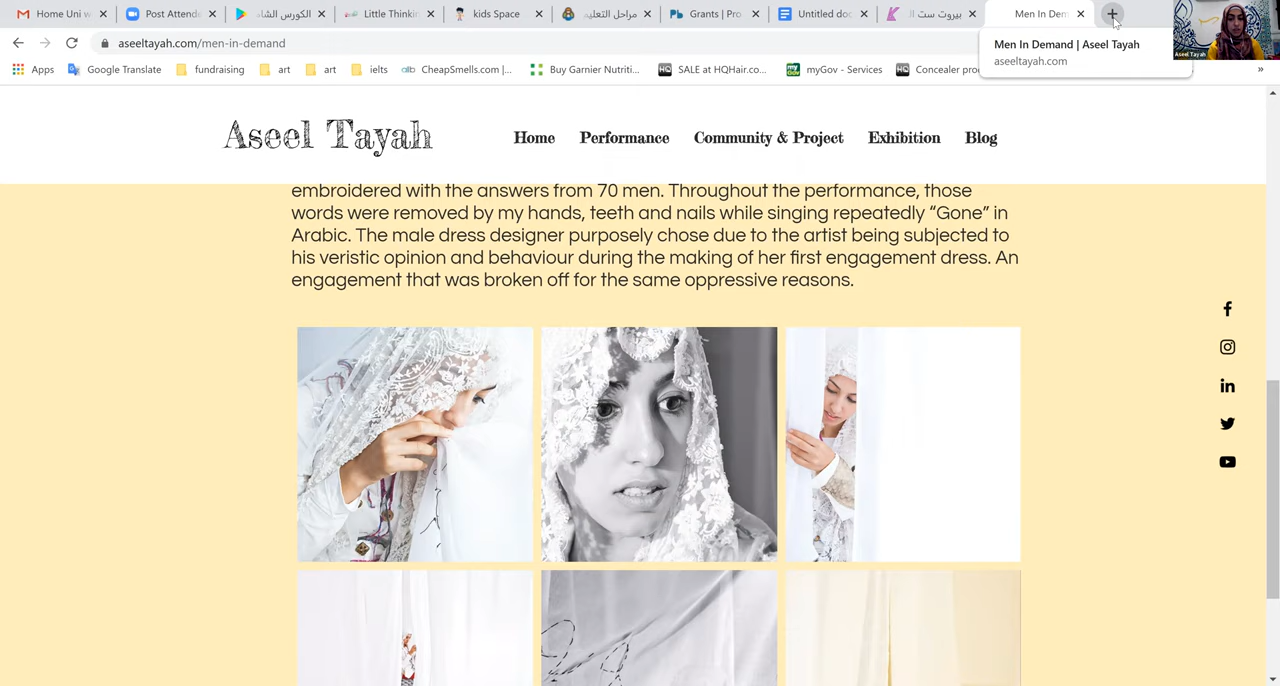 Home Uni w
Post Attende
الكورس الشا
Little Thinkin
kids Space
مراحل التعليم
Grants | Pro
Untitled doc
بيروت ست ال
Men In Dem
aseeltayah.com/men-in-demand
Men In Demand | Aseel Tayah
aseeltayah.com
Aseel Tayah
Apps
Google Translate
fundraising
art
art
ielts
CheapSmells.com |...
Buy Garnier Nutriti...
SALE at HQHair.co...
myGov - Services
Concealer pro
»
Aseel Tayah
Home
Performance
Community & Project
Exhibition
Blog
embroidered with the answers from 70 men. Throughout the performance, those
words were removed by my hands, teeth and nails while singing repeatedly “Gone” in
Arabic. The male dress designer purposely chose due to the artist being subjected to
his veristic opinion and behaviour during the making of her first engagement dress. An
engagement that was broken off for the same oppressive reasons.